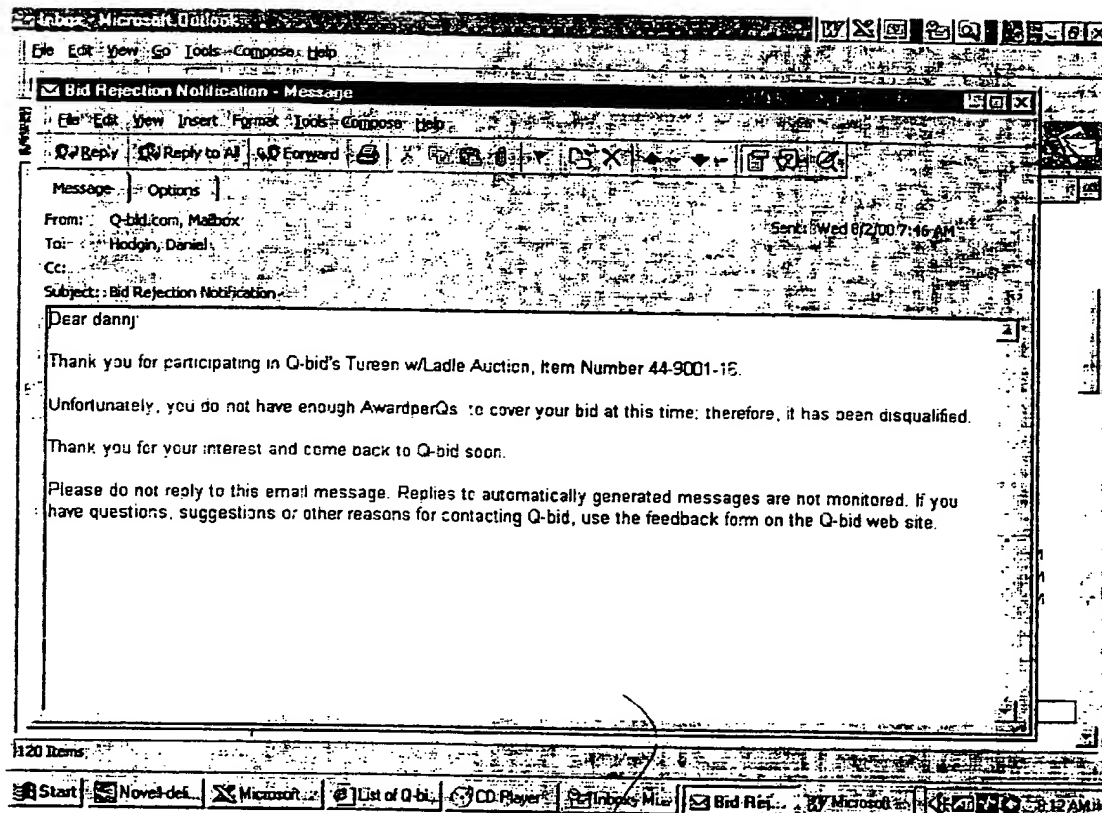 Inbox - Microsoft Outlook
File Edit View Go Tools Compose Help
Bid Rejection Notification - Message
File Edit View Insert Format Tools Compose Help
Reply Reply to All Forward
Message Options
From: Q-bid.com, Mailbox
Sent: Wed 8/2/00 7:46 AM
To: Hodgin, Daniel
Cc:
Subject: Bid Rejection Notification
Dear danny
Thank you for participating in Q-bid's Tureen w/Ladle Auction, Item Number 44-9001-16.
Unfortunately, you do not have enough AwardperQs to cover your bid at this time; therefore, it has been disqualified.
Thank you for your interest and come back to Q-bid soon.
Please do not reply to this email message. Replies to automatically generated messages are not monitored. If you
have questions, suggestions or other reasons for contacting Q-bid, use the feedback form on the Q-bid web site.
120 Items
Start Novell-deli... Microsoft... List of Q-bi... CD Player Inbox - Mi... Bid Rej... Microsoft 8:12 AM